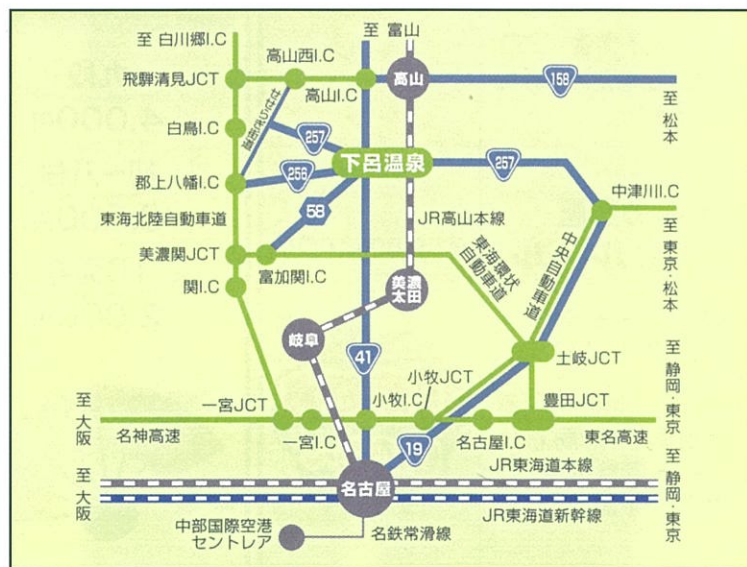 至 白川郷I.C
至 富山
高山西I.C
飛騨清見JCT
高山I.C
高山
158
至松本
せせらぎ街道
白鳥I.C
257
下呂温泉
257
256
郡上八幡I.C
中津川I.C
58
東海北陸自動車道
JR高山本線
至東京・松本
美濃関JCT
富加関I.C
東海環状
自動車道
中央自動車道
関I.C
美濃
太田
岐阜
41
土岐JCT
小牧JCT
至静岡・東京
一宮JCT
小牧I.C
豊田JCT
至大阪
名神高速
一宮I.C
19
名古屋I.C
東名高速
JR東海道本線
至大阪
名古屋
至静岡・東京
JR東海道新幹線
中部国際空港
セントレア
名鉄常滑線